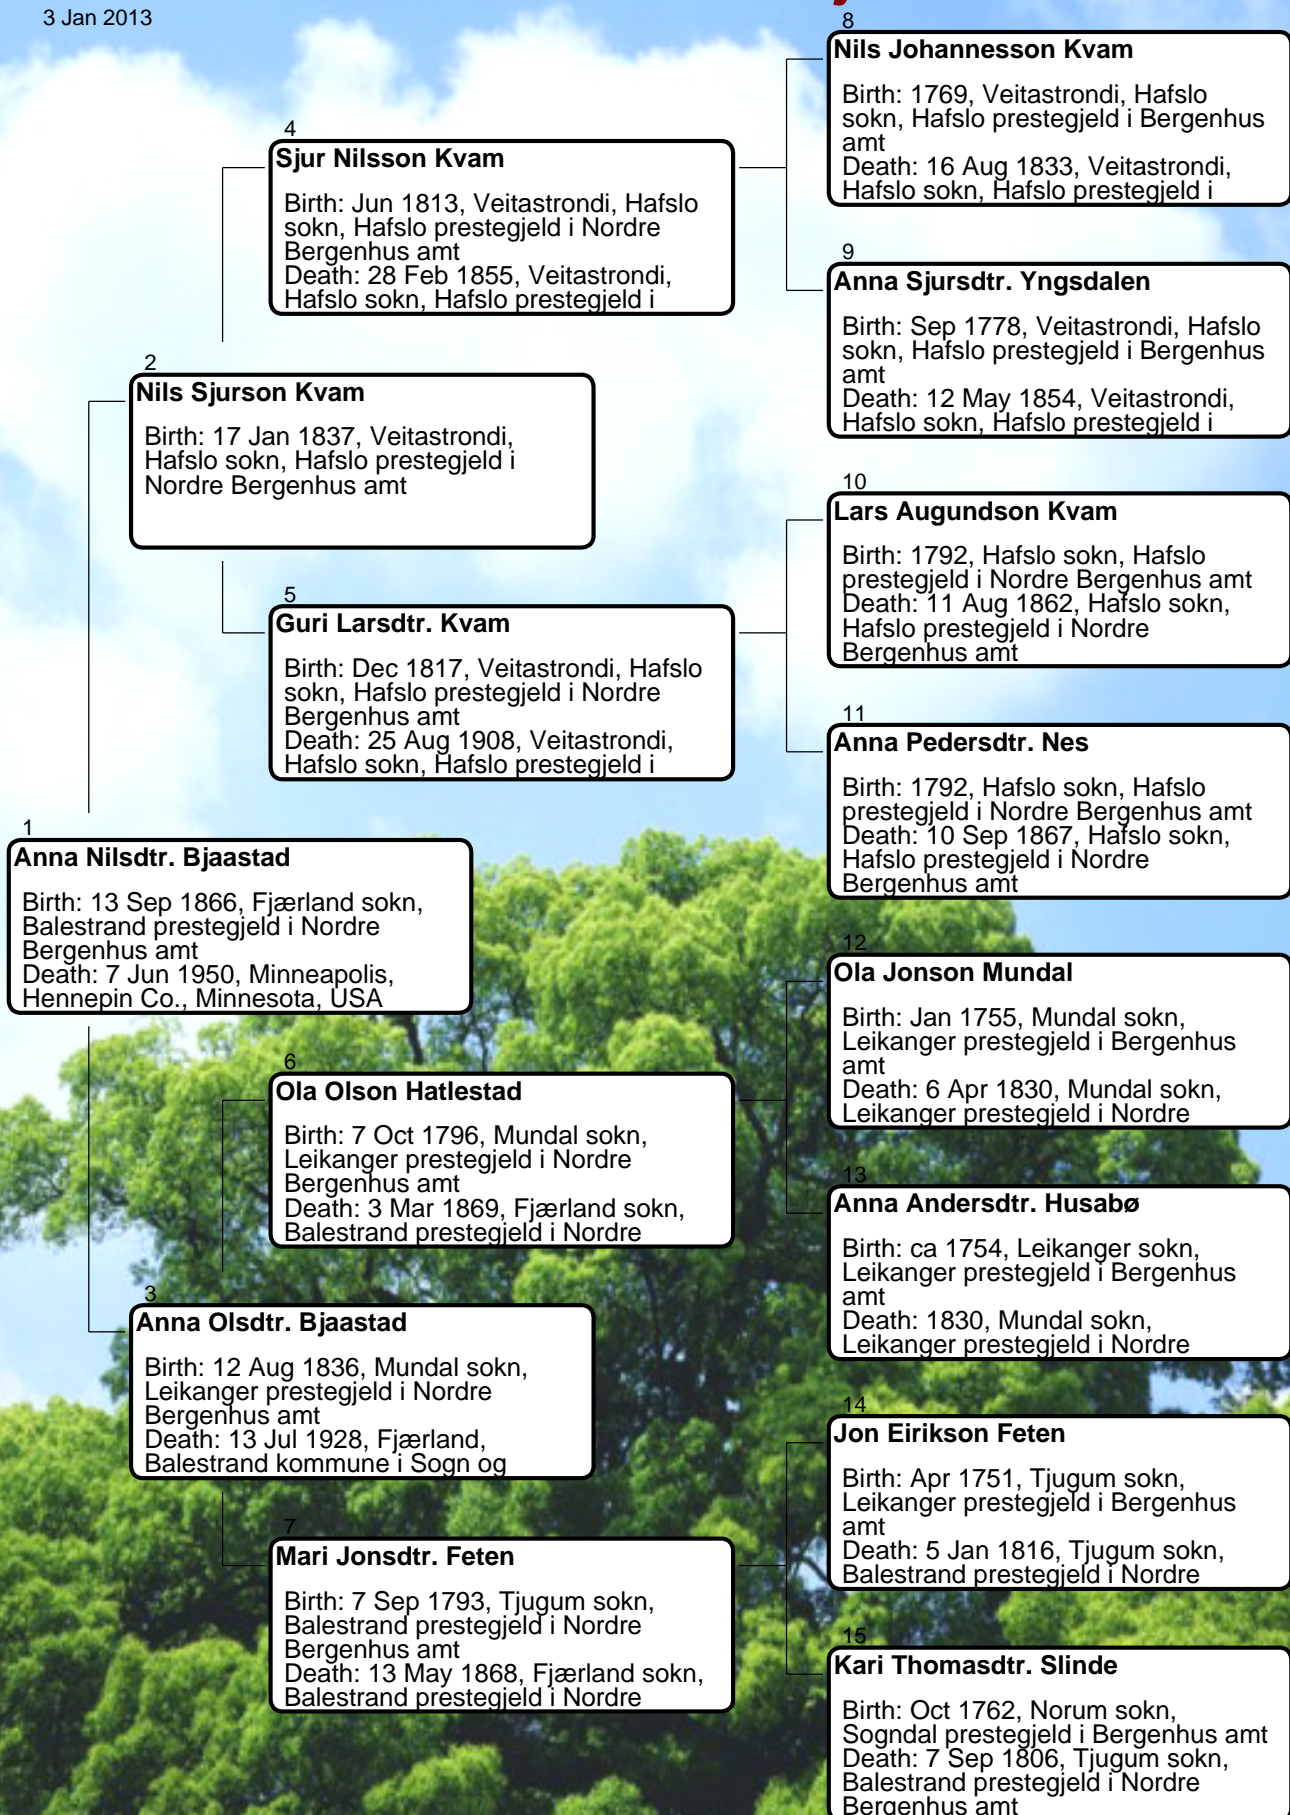 3 Jan 2013
8
Nils Johannesson Kvam
Birth: 1769, Veitastrondi, Hafslo
sokn, Hafslo prestegjeld i Bergenhus
amt
Death: 16 Aug 1833, Veitastrondi,
Hafslo sokn, Hafslo prestegjeld i
4
Sjur Nilsson Kvam
Birth: Jun 1813, Veitastrondi, Hafslo
sokn, Hafslo prestegjeld i Nordre
Bergenhus amt
Death: 28 Feb 1855, Veitastrondi,
Hafslo sokn, Hafslo prestegjeld i
9
Anna Sjursdtr. Yngsdalen
Birth: Sep 1778, Veitastrondi, Hafslo
sokn, Hafslo prestegjeld i Bergenhus
amt
Death: 12 May 1854, Veitastrondi,
Hafslo sokn, Hafslo prestegjeld i
2
Nils Sjurson Kvam
Birth: 17 Jan 1837, Veitastrondi,
Hafslo sokn, Hafslo prestegjeld i
Nordre Bergenhus amt
10
Lars Augundson Kvam
Birth: 1792, Hafslo sokn, Hafslo
prestegjeld i Nordre Bergenhus amt
Death: 11 Aug 1862, Hafslo sokn,
Hafslo prestegjeld i Nordre
Bergenhus amt
5
Guri Larsdtr. Kvam
Birth: Dec 1817, Veitastrondi, Hafslo
sokn, Hafslo prestegjeld i Nordre
Bergenhus amt
Death: 25 Aug 1908, Veitastrondi,
Hafslo sokn, Hafslo prestegjeld i
11
Anna Pedersdtr. Nes
Birth: 1792, Hafslo sokn, Hafslo
prestegjeld i Nordre Bergenhus amt
Death: 10 Sep 1867, Hafslo sokn,
Hafslo prestegjeld i Nordre
Bergenhus amt
1
Anna Nilsdtr. Bjaastad
Birth: 13 Sep 1866, Fjærland sokn,
Balestrand prestegjeld i Nordre
Bergenhus amt
Death: 7 Jun 1950, Minneapolis,
Hennepin Co., Minnesota, USA
12
Ola Jonson Mundal
Birth: Jan 1755, Mundal sokn,
Leikanger prestegjeld i Bergenhus
amt
Death: 6 Apr 1830, Mundal sokn,
Leikanger prestegjeld i Nordre
6
Ola Olson Hatlestad
Birth: 7 Oct 1796, Mundal sokn,
Leikanger prestegjeld i Nordre
Bergenhus amt
Death: 3 Mar 1869, Fjærland sokn,
Balestrand prestegjeld i Nordre
13
Anna Andersdtr. Husabø
Birth: ca 1754, Leikanger sokn,
Leikanger prestegjeld i Bergenhus
amt
Death: 1830, Mundal sokn,
Leikanger prestegjeld i Nordre
3
Anna Olsdtr. Bjaastad
Birth: 12 Aug 1836, Mundal sokn,
Leikanger prestegjeld i Nordre
Bergenhus amt
Death: 13 Jul 1928, Fjærland,
Balestrand kommune i Sogn og
14
Jon Eirikson Feten
Birth: Apr 1751, Tjugum sokn,
Leikanger prestegjeld i Bergenhus
amt
Death: 5 Jan 1816, Tjugum sokn,
Balestrand prestegjeld i Nordre
7
Mari Jonsdtr. Feten
Birth: 7 Sep 1793, Tjugum sokn,
Balestrand prestegjeld i Nordre
Bergenhus amt
Death: 13 May 1868, Fjærland sokn,
Balestrand prestegjeld i Nordre
15
Kari Thomasdtr. Slinde
Birth: Oct 1762, Norum sokn,
Sogndal prestegjeld i Bergenhus amt
Death: 7 Sep 1806, Tjugum sokn,
Balestrand prestegjeld i Nordre
Bergenhus amt